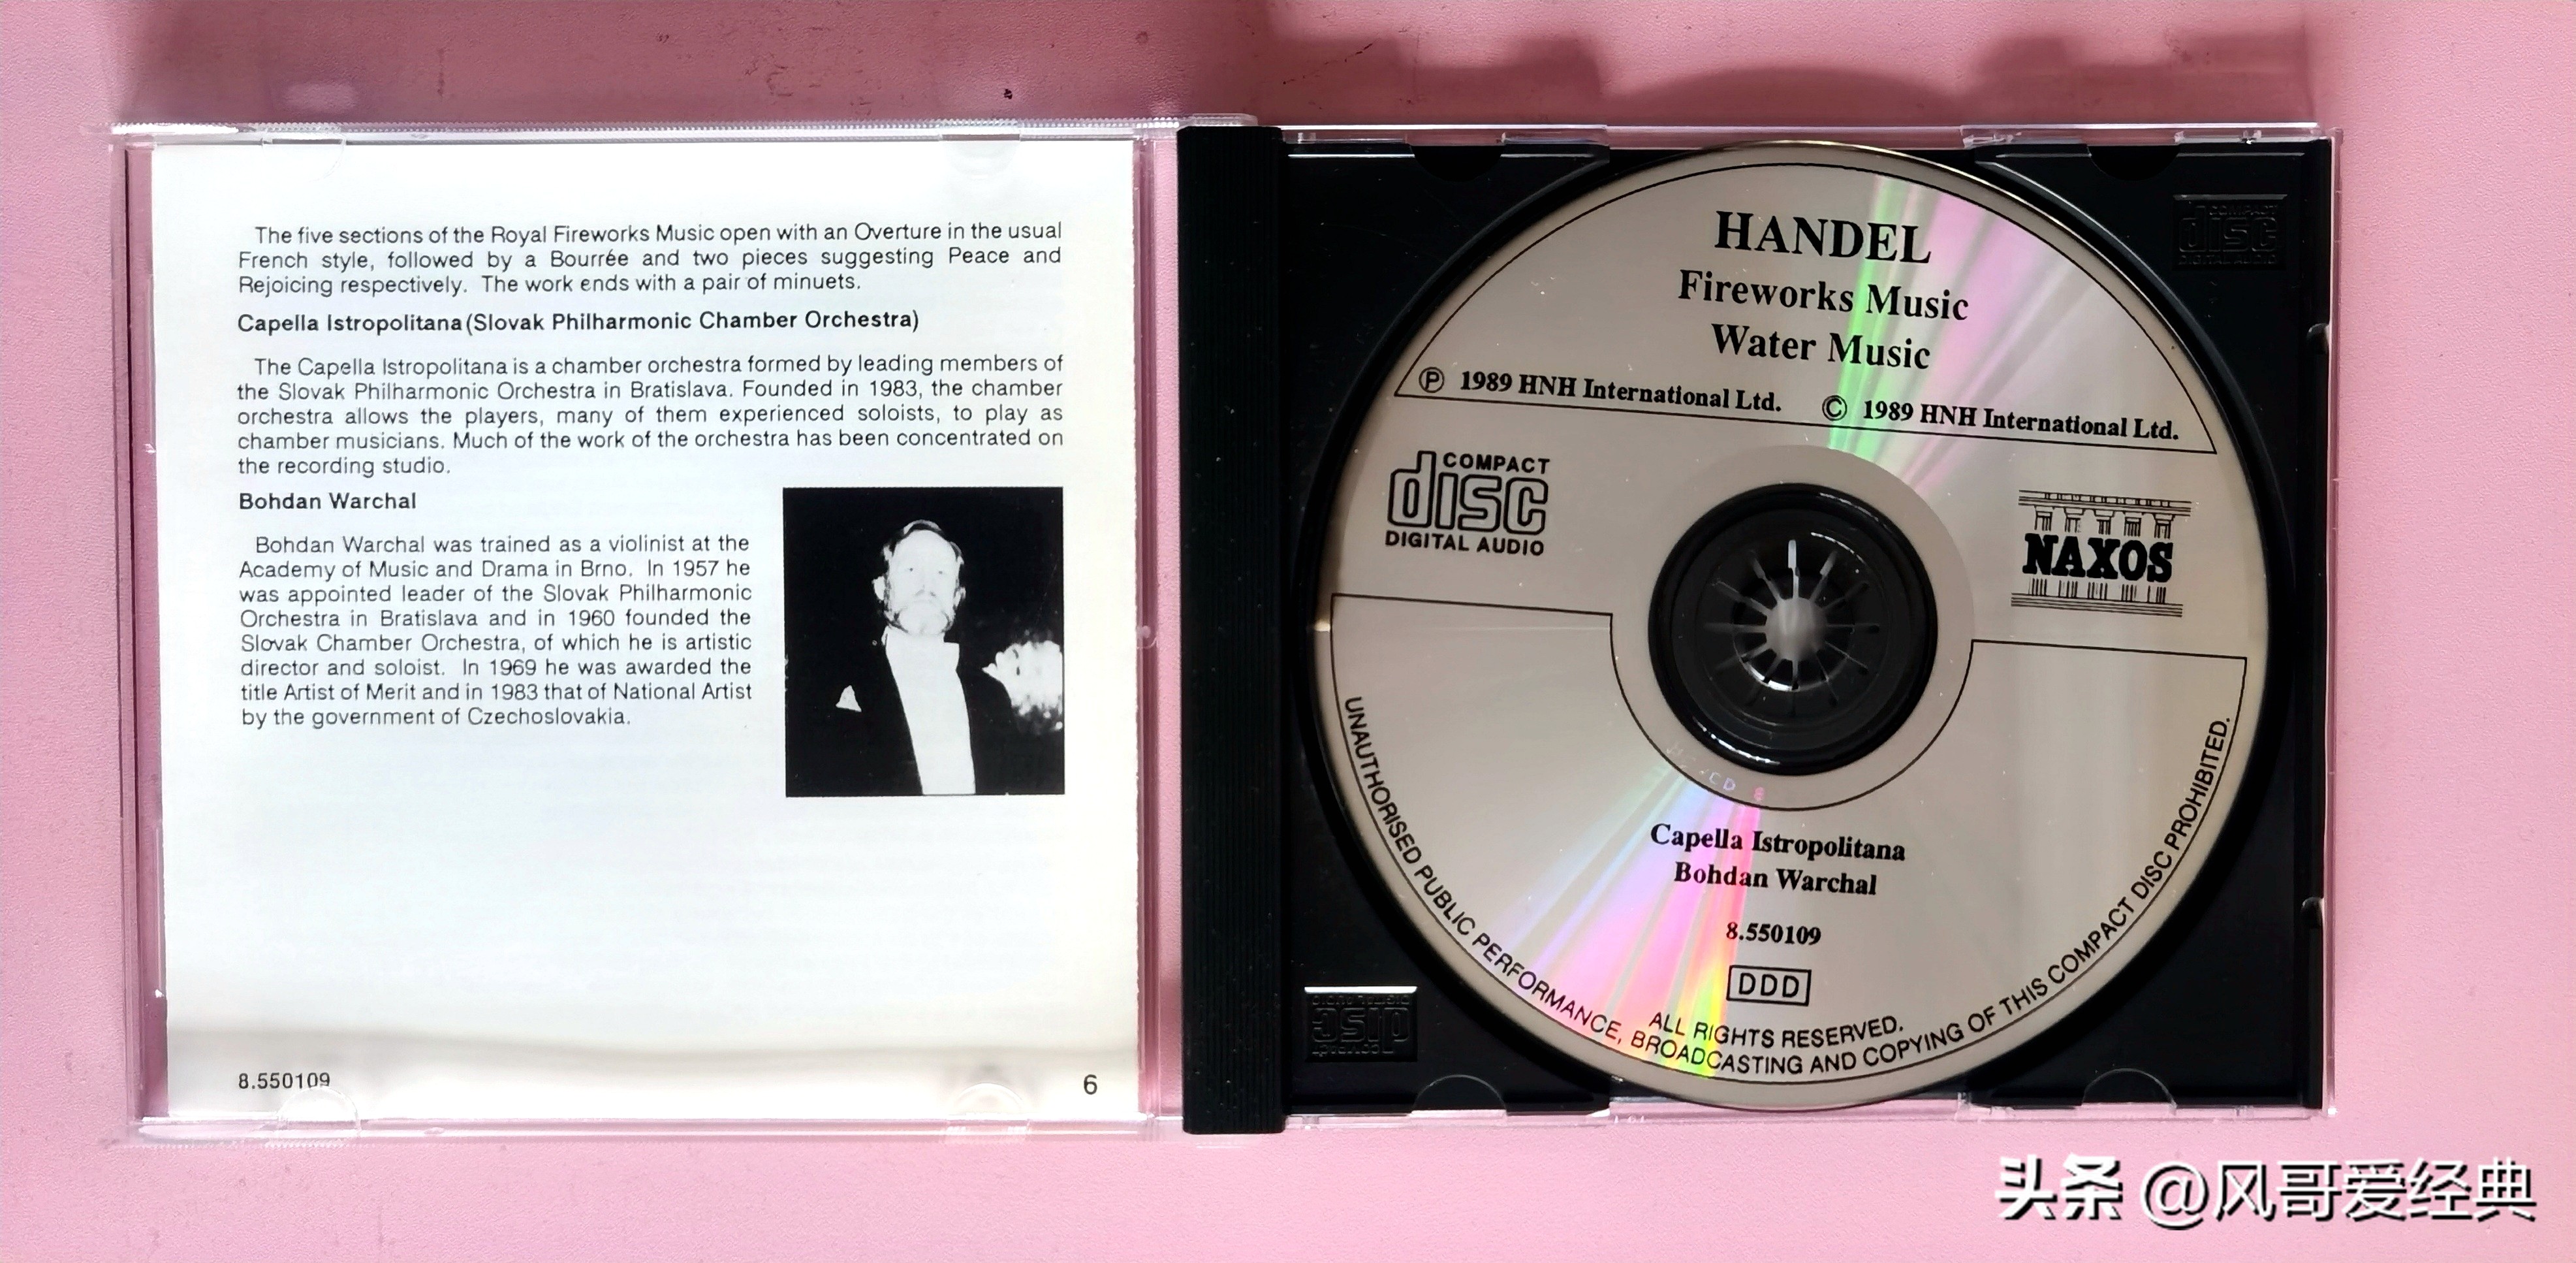 The five sections of the Royal Fireworks Music open with an Overture in the usual
French style, followed by a Bourrée and two pieces suggesting Peace and
Rejoicing respectively. The work ends with a pair of minuets.
Capella Istropolitana (Slovak Philharmonic Chamber Orchestra)
The Capella Istropolitana is a chamber orchestra formed by leading members of
the Slovak Philharmonic Orchestra in Bratislava. Founded in 1983, the chamber
orchestra allows the players, many of them experienced soloists, to play as
chamber musicians. Much of the work of the orchestra has been concentrated on
the recording studio.
Bohdan Warchal
Bohdan Warchal was trained as a violinist at the
Academy of Music and Drama in Brno. In 1957 he
was appointed leader of the Slovak Philharmonic
Orchestra in Bratislava and in 1960 founded the
Slovak Chamber Orchestra, of which he is artistic
director and soloist. In 1969 he was awarded the
title Artist of Merit and in 1983 that of National Artist
by the government of Czechoslovakia.
8.550109
6
HANDEL
Fireworks Music
Water Music
Ⓟ 1989 HNH International Ltd. © 1989 HNH International Ltd.
COMPACT
disc
DIGITAL AUDIO
NAXOS
Capella Istropolitana
Bohdan Warchal
8.550109
DDD
ALL RIGHTS RESERVED.
UNAUTHORISED PUBLIC PERFORMANCE, BROADCASTING AND COPYING OF THIS COMPACT DISC PROHIBITED.
COMPACT
disc
DIGITAL AUDIO
COMPACT
disc
DIGITAL AUDIO
头条 @风哥爱经典